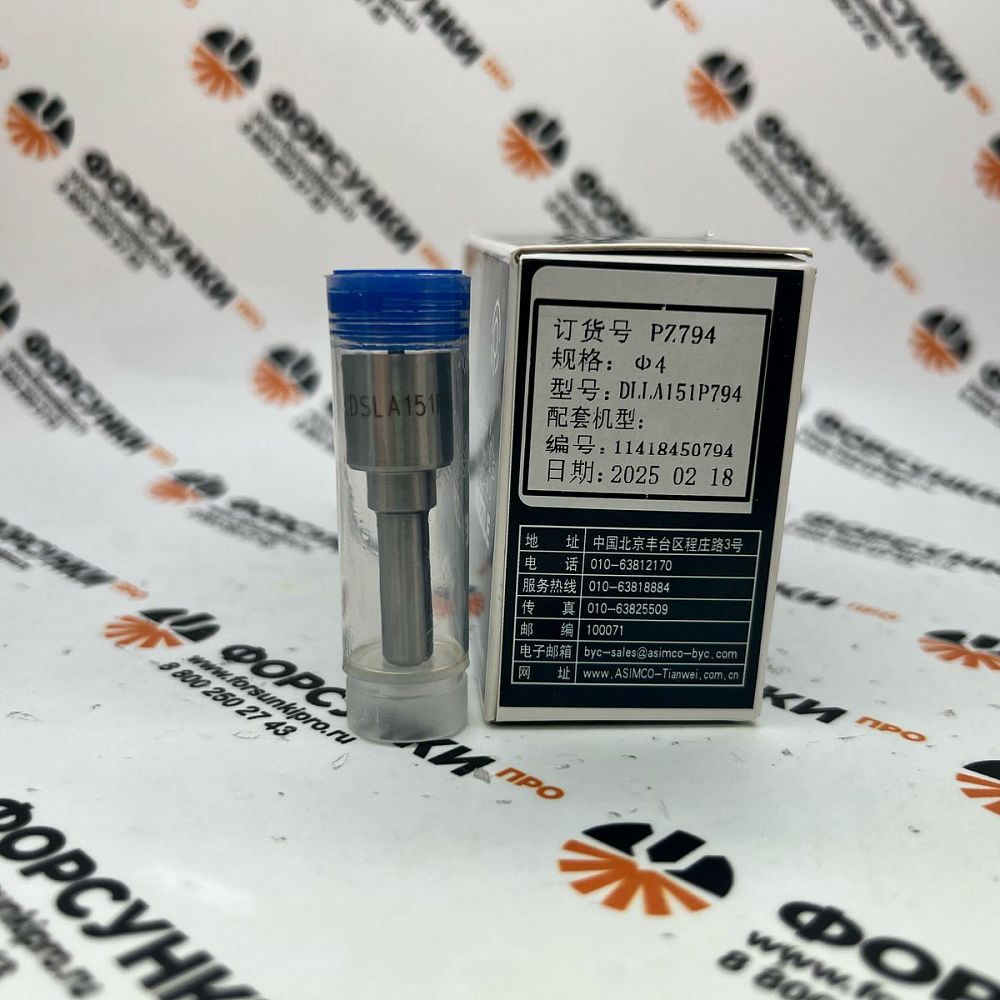 ФОРСУНКИ ПРО
ФОРСУНКИ ПРО
ФОРСУНКИ ПРО
DSLA151P
订货号 PZ794
规格: Φ4
型号: DLLA151P794
配套机型:
编号: 11418450794
日期: 2025 02 18
地 址 中国北京丰台区程庄路3号
电 话 010-63812170
服务热线 010-63818884
传 真 010-63825509
邮 编 100071
电子邮箱 byc-sales@asimco-byc.com
网 址 www.ASIMCO-Tianwei.com.cn
ФОРСУНКИ ПРО
www.forsunkipro.ru
8 800 250 27 43